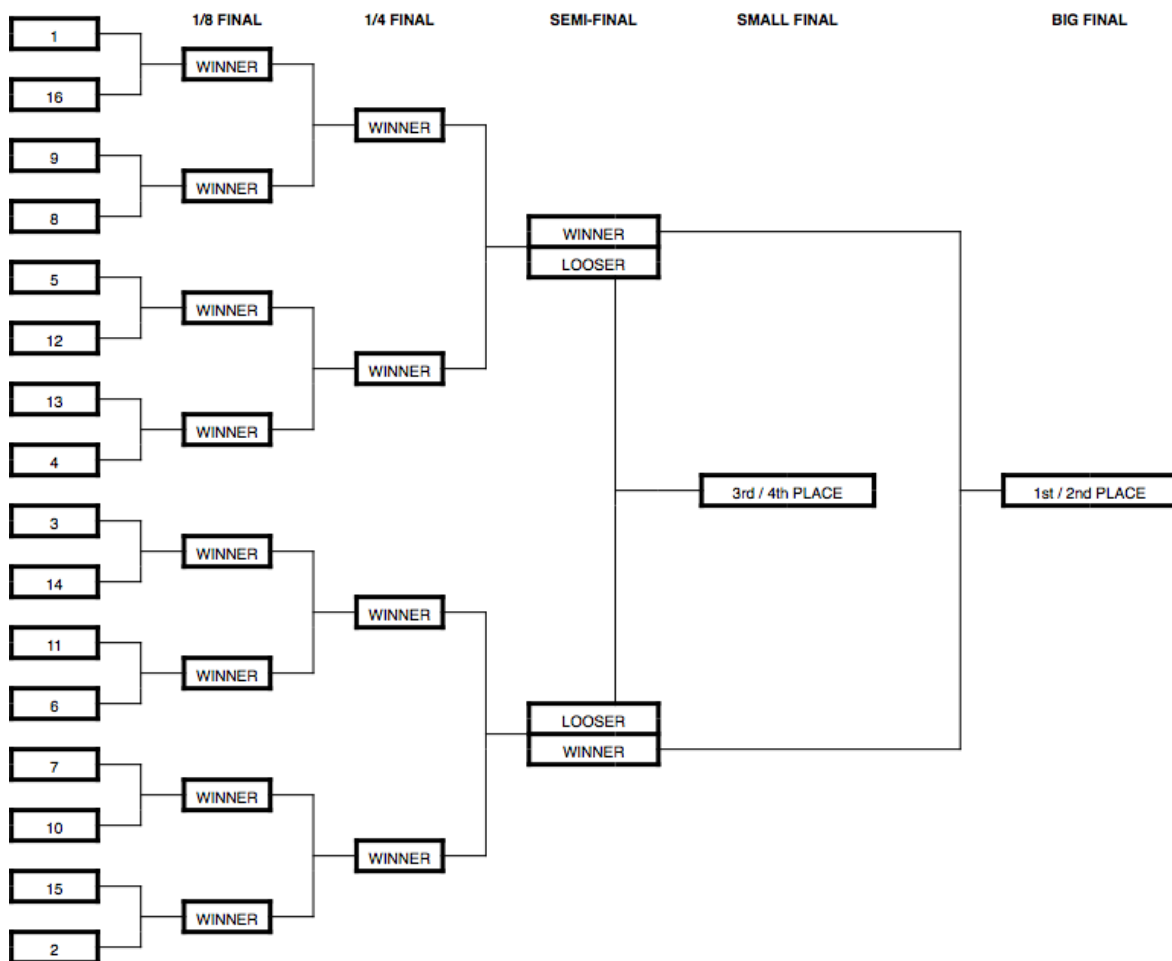 1/8 FINAL 1/4 FINAL SEMI-FINAL SMALL FINAL BIG FINAL
1
WINNER
16
WINNER
9
WINNER
8
WINNER
LOOSER
5
WINNER
12
WINNER
13
WINNER
4
3rd / 4th PLACE 1st / 2nd PLACE
3
WINNER
14
WINNER
11
WINNER
6
LOOSER
WINNER
7
WINNER
10
WINNER
15
WINNER
2